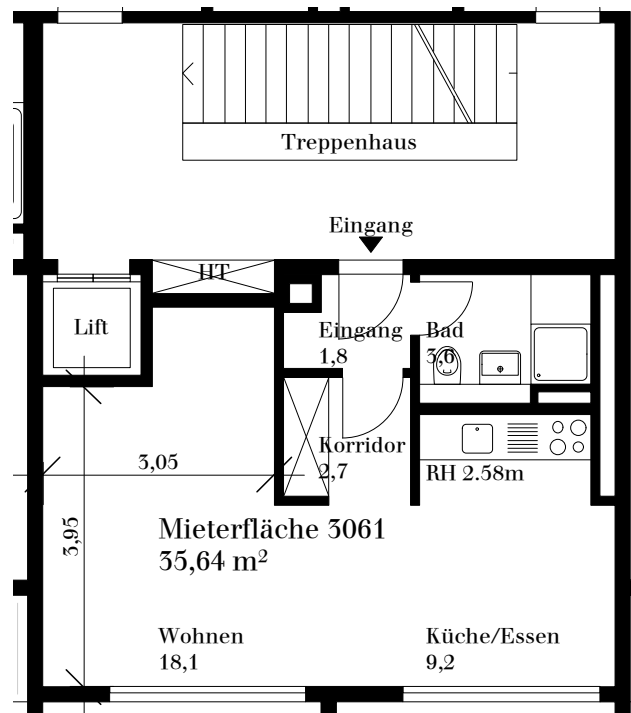 Treppenhaus
Eingang
HT
Lift
Eingang
1,8
Bad
3,6
Korridor
2,7
3,05
RH 2.58m
3,95
Mieterfläche 3061
35,64 m²
Wohnen
18,1
Küche/Essen
9,2